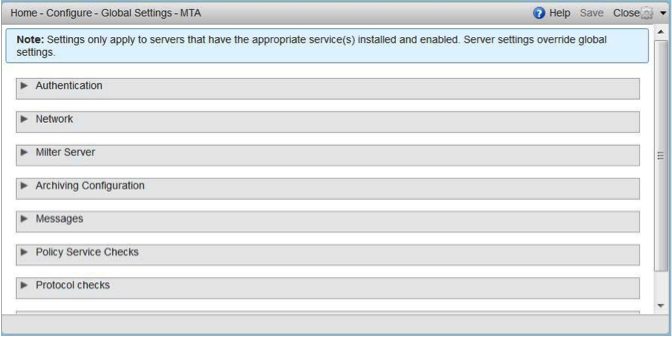 Home - Configure - Global Settings - MTA
Help Save Close
Note: Settings only apply to servers that have the appropriate service(s) installed and enabled. Server settings override global
settings.
Authentication
Network
Milter Server
Archiving Configuration
Messages
Policy Service Checks
Protocol checks